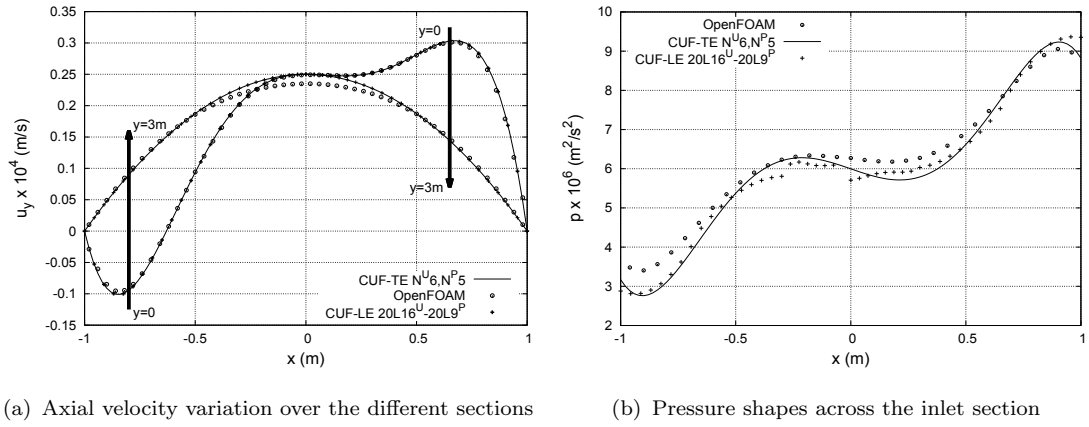 0.35
0.3
0.25
0.2
0.15
0.1
0.05
0
-0.05
-0.1
-0.15
u_y x 10^4 (m/s)
y=0
y=3m
y=3m
y=0
CUF-TE N^U6,N^P5
OpenFOAM
CUF-LE 20L16^U-20L9^P
-1 -0.5 0 0.5 1
x (m)
(a) Axial velocity variation over the different sections
10
9
8
7
6
5
4
3
2
p x 10^6 (m^2/s^2)
OpenFOAM
CUF-TE N^U6,N^P5
CUF-LE 20L16^U-20L9^P
-1 -0.5 0 0.5 1
x (m)
(b) Pressure shapes across the inlet section